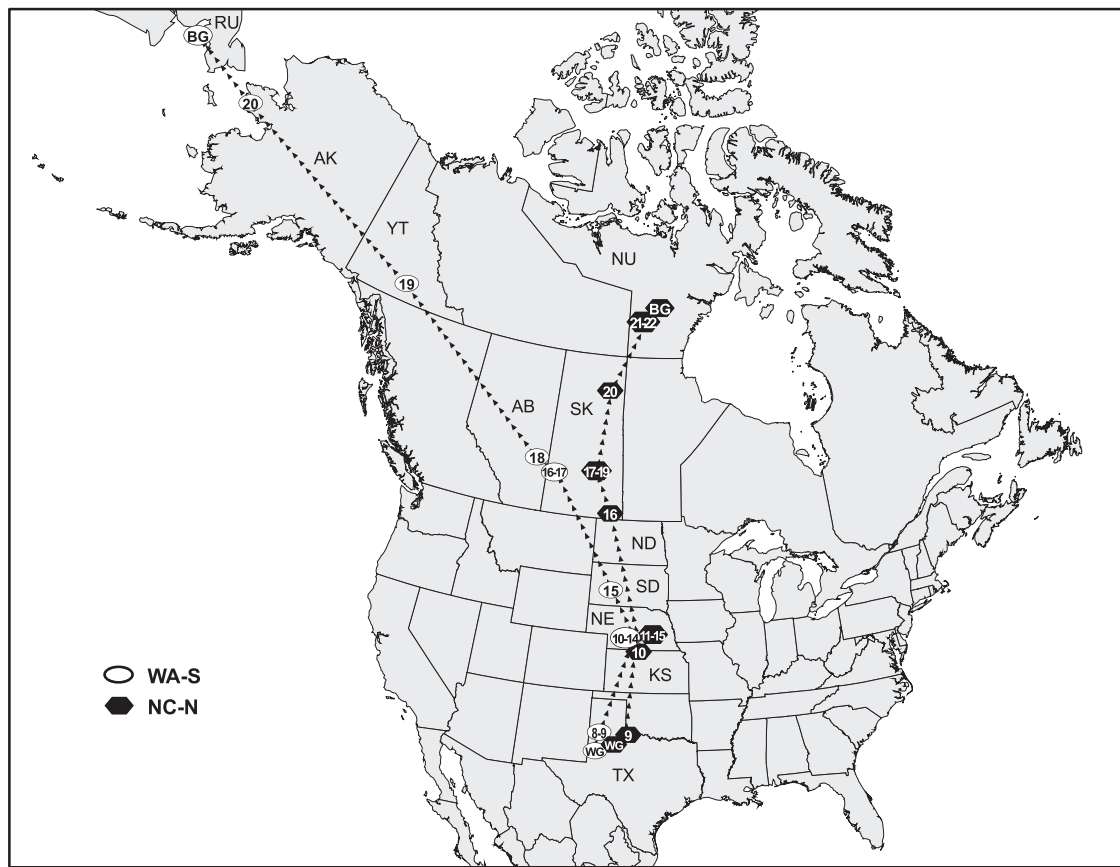 RU
BG
20
AK
YT
NU
19
BG
21-22
20
AB
SK
18
16-17
17-19
16
ND
15
SD
NE
10-14
11-15
10
KS
WA-S
NC-N
8-9
9
WG
WG
TX